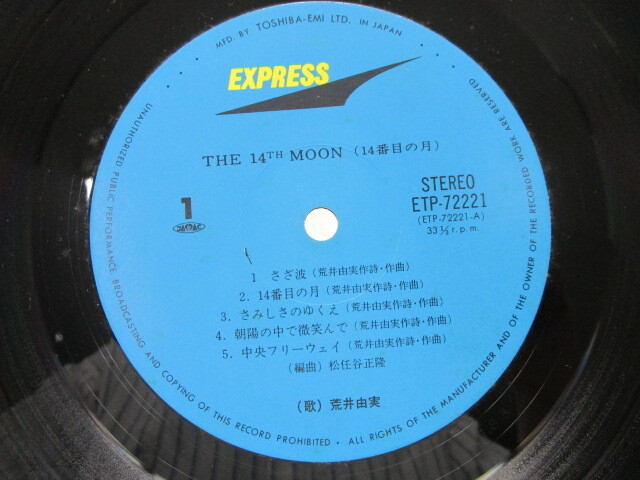 MFD. BY TOSHIBA-EMI LTD. IN JAPAN
EXPRESS
THE 14TH MOON (14番目の月)
STEREO
ETP-72221
(ETP-72221-A)
33 1/3 r.p.m.
1
JASRAC
1 さざ波 (荒井由実作詩・作曲)
2. 14番目の月 (荒井由実作詩・作曲)
3. さみしさのゆくえ (荒井由実作詩・作曲)
4. 朝陽の中で微笑んで (荒井由実作詩・作曲)
5. 中央フリーウェイ (荒井由実作詩・作曲)
(編曲) 松任谷正隆
(歌) 荒井由実
UNAUTHORIZED PUBLIC PERFORMANCE, BROADCASTING AND COPYING OF THIS RECORD PROHIBITED • ALL RIGHTS OF THE MANUFACTURER AND OF THE OWNER OF THE RECORDED WORK ARE RESERVED